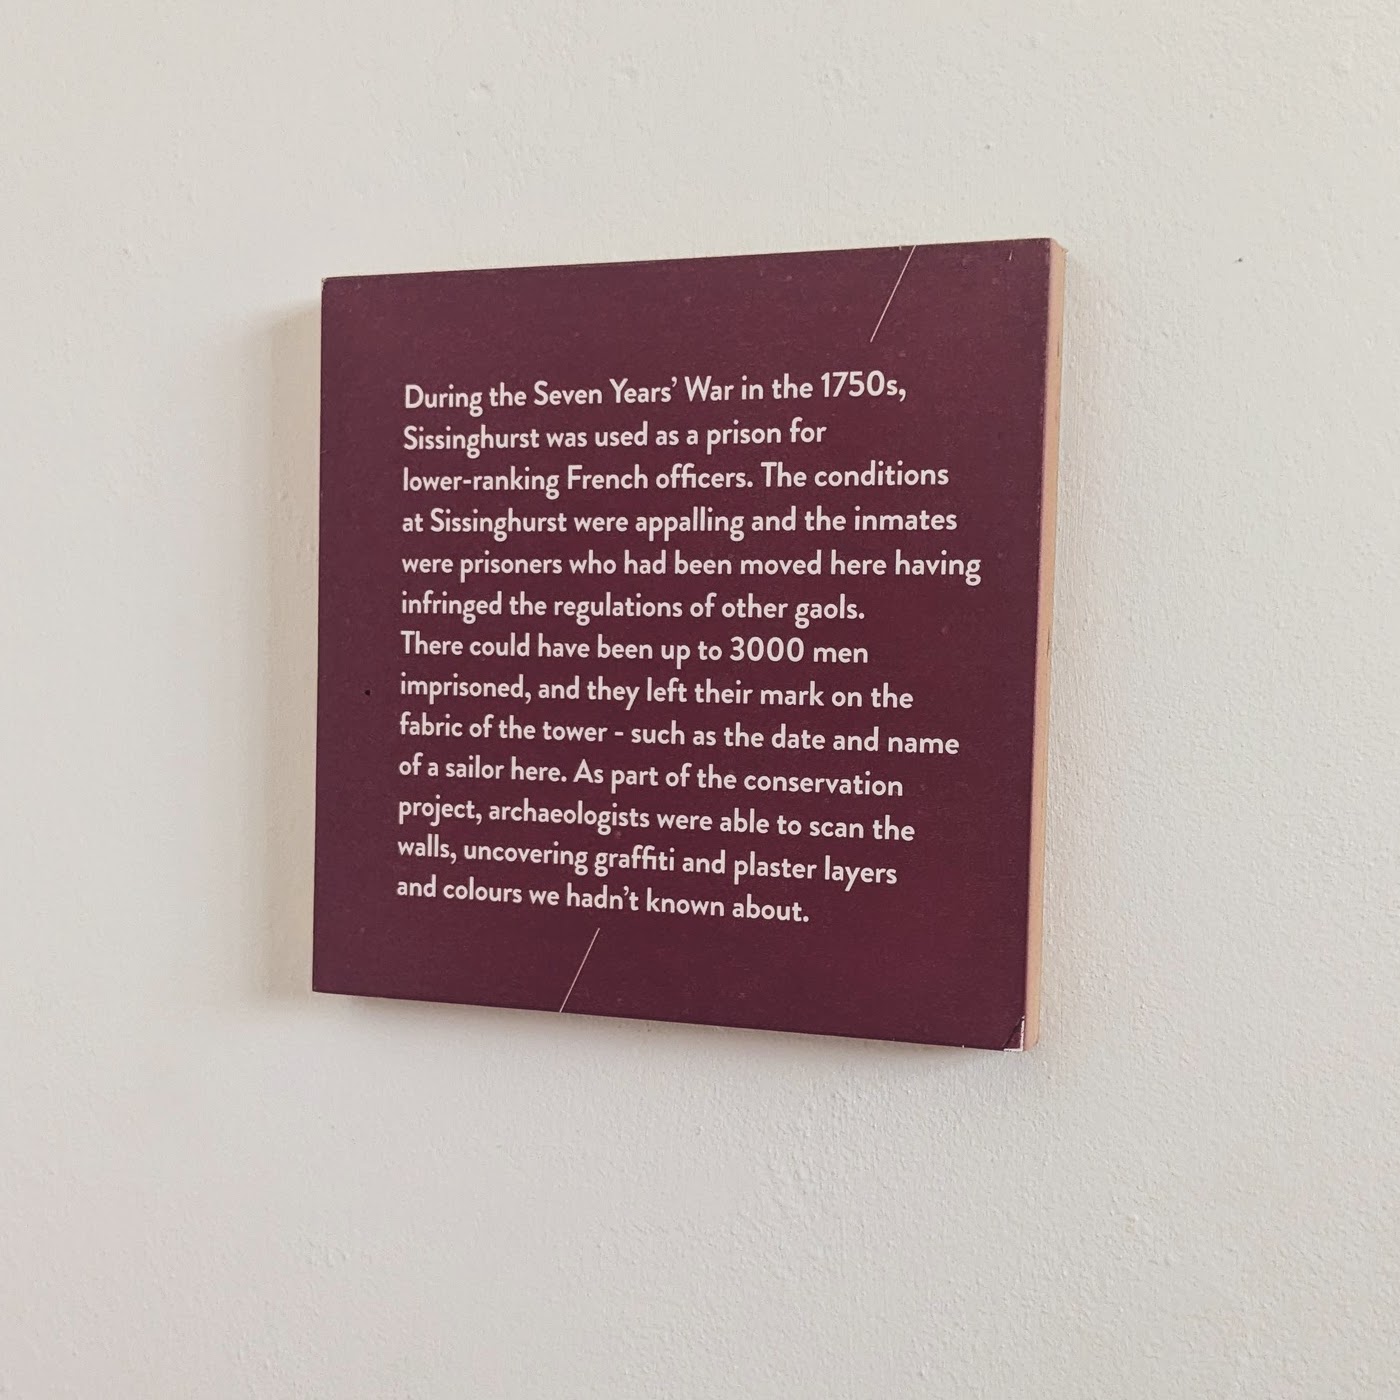 During the Seven Years' War in the 1750s,
Sissinghurst was used as a prison for
lower-ranking French officers. The conditions
at Sissinghurst were appalling and the inmates
were prisoners who had been moved here having
infringed the regulations of other gaols.
There could have been up to 3000 men
imprisoned, and they left their mark on the
fabric of the tower - such as the date and name
of a sailor here. As part of the conservation
project, archaeologists were able to scan the
walls, uncovering graffiti and plaster layers
and colours we hadn't known about.